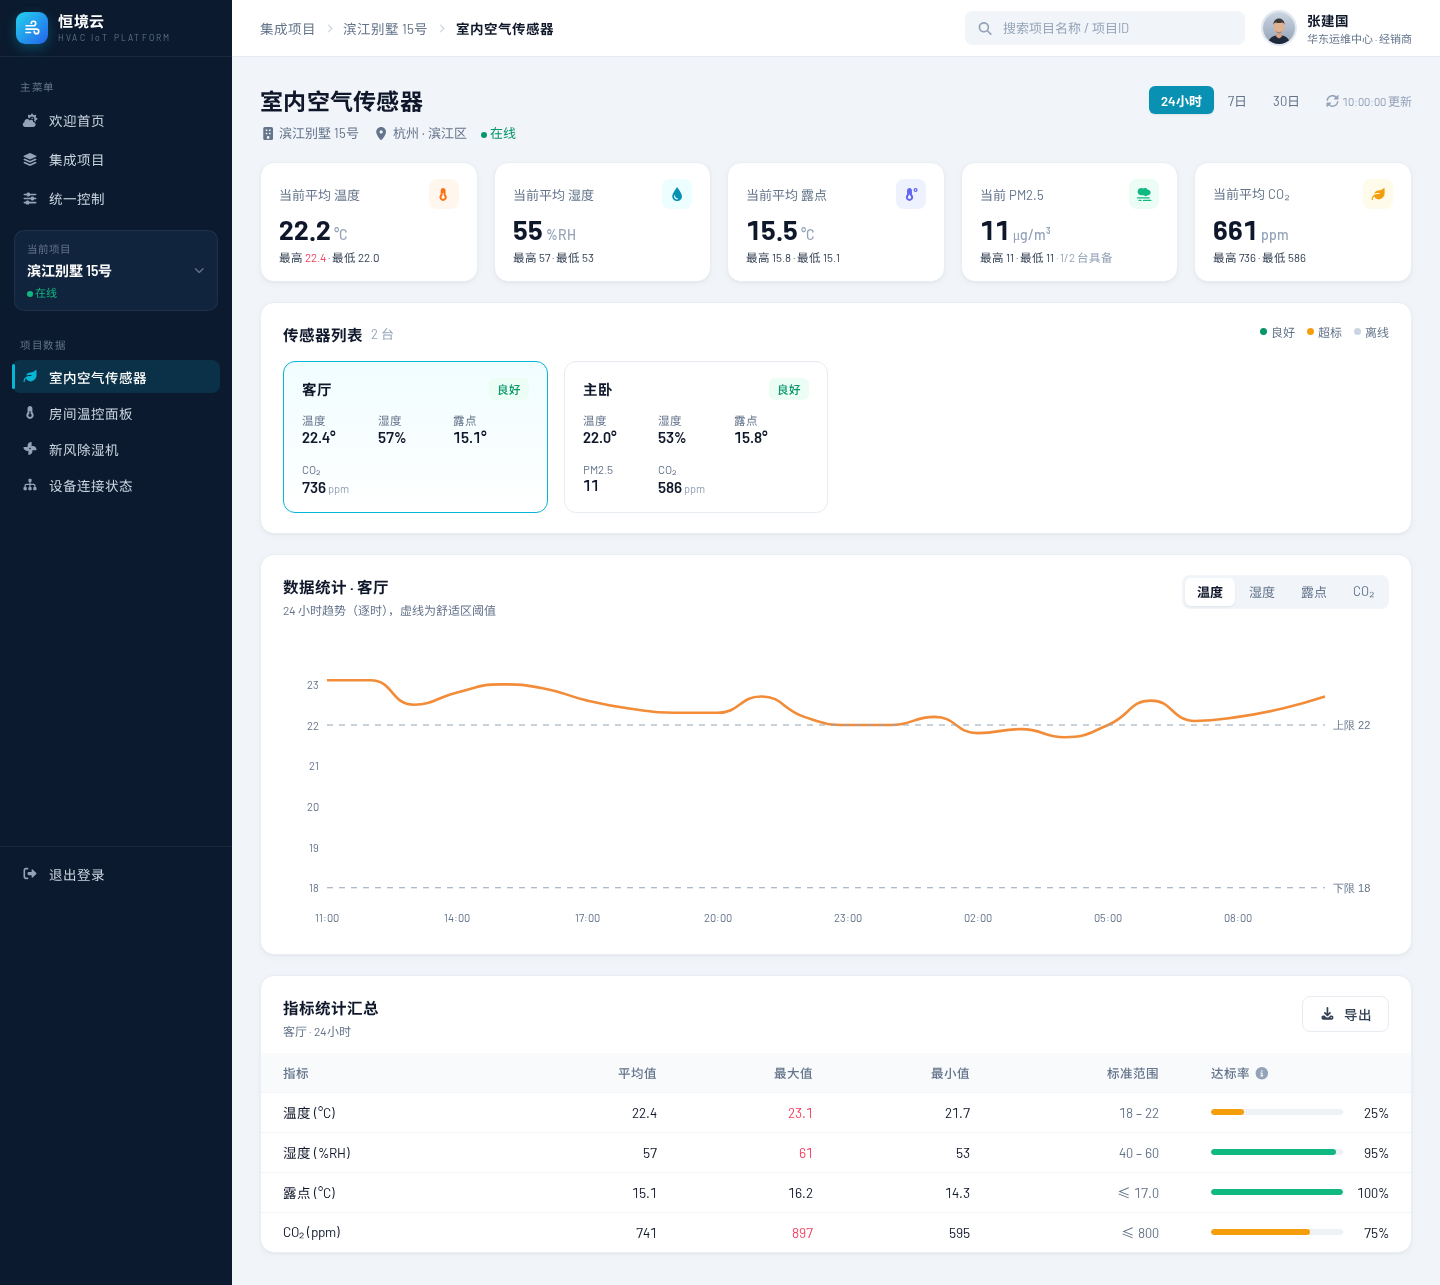 恒境云
HVAC IoT PLATFORM
主菜单
欢迎首页
集成项目
统一控制
当前项目
滨江别墅 15号
在线
项目数据
室内空气传感器
房间温控面板
新风除湿机
设备连接状态
退出登录
集成项目 > 滨江别墅 15号 > 室内空气传感器
搜索项目名称 / 项目ID
张建国
华东运维中心 · 经销商
室内空气传感器
滨江别墅 15号 杭州 · 滨江区 在线
24小时 7日 30日 10:00:00 更新
当前平均 温度
22.2 °C
最高 22.4 · 最低 22.0
当前平均 湿度
55 %RH
最高 57 · 最低 53
当前平均 露点
15.5 °C
最高 15.8 · 最低 15.1
当前 PM2.5
11 µg/m³
最高 11 · 最低 11 · 1/2 台具备
当前平均 CO₂
661 ppm
最高 736 · 最低 586
传感器列表 2 台
良好 超标 离线
客厅 良好
温度 湿度 露点
22.4° 57% 15.1°
CO₂
736 ppm
主卧 良好
温度 湿度 露点
22.0° 53% 15.8°
PM2.5 CO₂
11 586 ppm
数据统计 · 客厅
24 小时趋势（逐时），虚线为舒适区阈值
温度 湿度 露点 CO₂
23
22
21
20
19
18
上限 22
下限 18
11:00 14:00 17:00 20:00 23:00 02:00 05:00 08:00
指标统计汇总
客厅 · 24小时
导出
指标 平均值 最大值 最小值 标准范围 达标率
温度 (°C) 22.4 23.1 21.7 18 – 22 25%
湿度 (%RH) 57 61 53 40 – 60 95%
露点 (°C) 15.1 16.2 14.3 ≤ 17.0 100%
CO₂ (ppm) 741 897 595 ≤ 800 75%